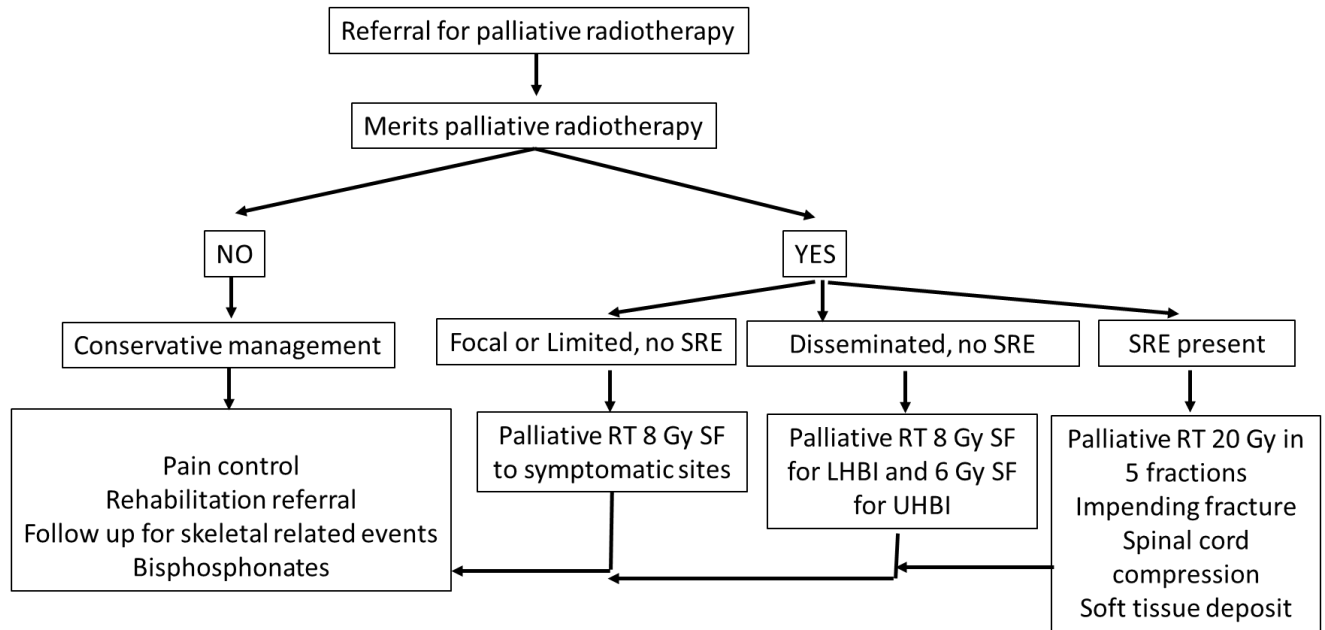 Referral for palliative radiotherapy
Merits palliative radiotherapy
NO
YES
Conservative management
Focal or Limited, no SRE
Disseminated, no SRE
SRE present
Pain control
Rehabilitation referral
Follow up for skeletal related events
Bisphosphonates
Palliative RT 8 Gy SF
to symptomatic sites
Palliative RT 8 Gy SF
for LHBI and 6 Gy SF
for UHBI
Palliative RT 20 Gy in
5 fractions
Impending fracture
Spinal cord
compression
Soft tissue deposit